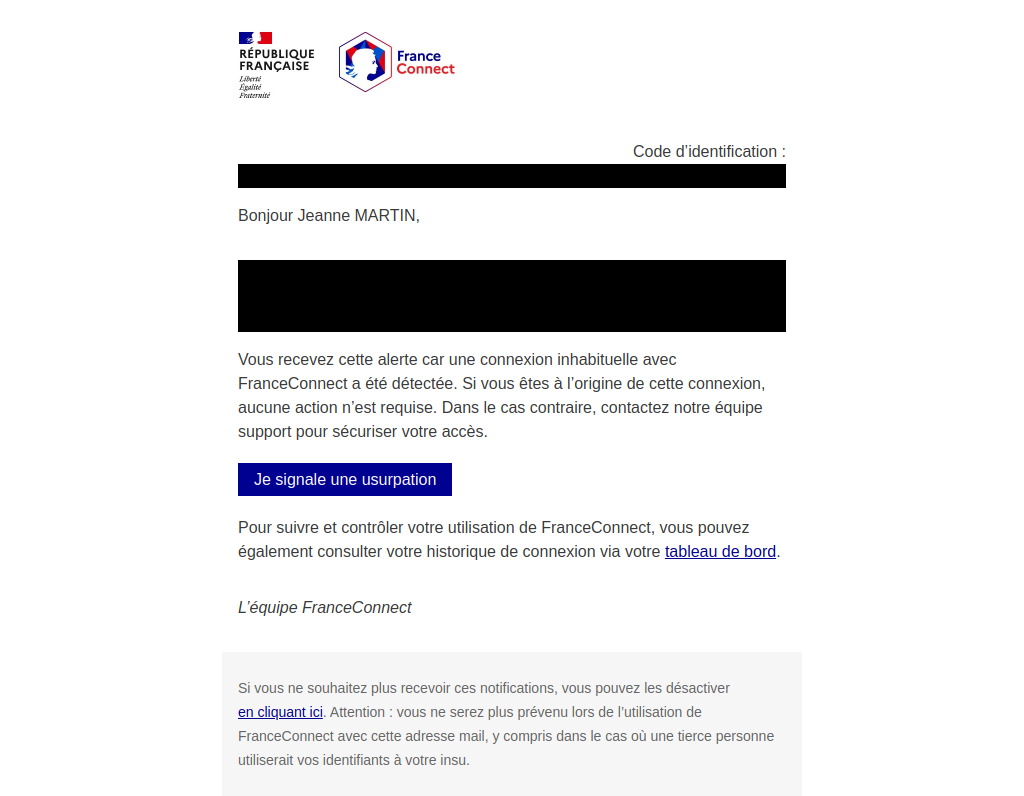 RÉPUBLIQUE
FRANÇAISE
Liberté
Égalité
Fraternité
France
Connect
Code d’identification :
Bonjour Jeanne MARTIN,
Vous recevez cette alerte car une connexion inhabituelle avec
FranceConnect a été détectée. Si vous êtes à l’origine de cette connexion,
aucune action n’est requise. Dans le cas contraire, contactez notre équipe
support pour sécuriser votre accès.
Je signale une usurpation
Pour suivre et contrôler votre utilisation de FranceConnect, vous pouvez
également consulter votre historique de connexion via votre tableau de bord.
L’équipe FranceConnect
Si vous ne souhaitez plus recevoir ces notifications, vous pouvez les désactiver
en cliquant ici. Attention : vous ne serez plus prévenu lors de l’utilisation de
FranceConnect avec cette adresse mail, y compris dans le cas où une tierce personne
utiliserait vos identifiants à votre insu.